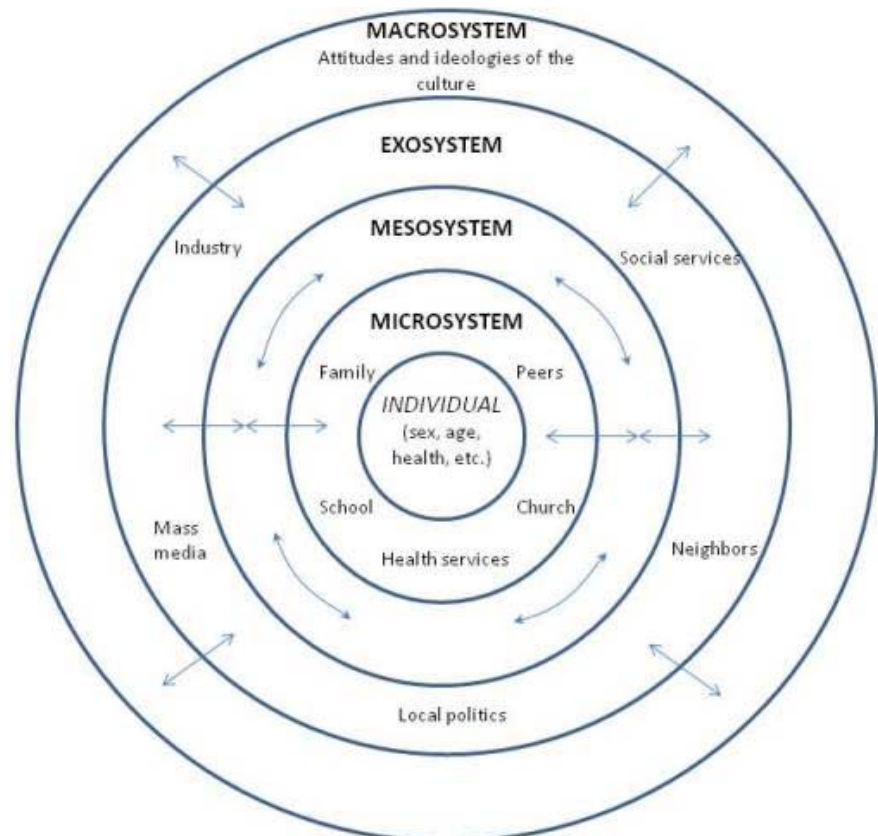 MACROSYSTEM
Attitudes and ideologies of the
culture
EXOSYSTEM
MESOSYSTEM
Industry
Social services
MICROSYSTEM
Family
Peers
INDIVIDUAL
(sex, age,
health, etc.)
School
Church
Mass
media
Health services
Neighbors
Local politics